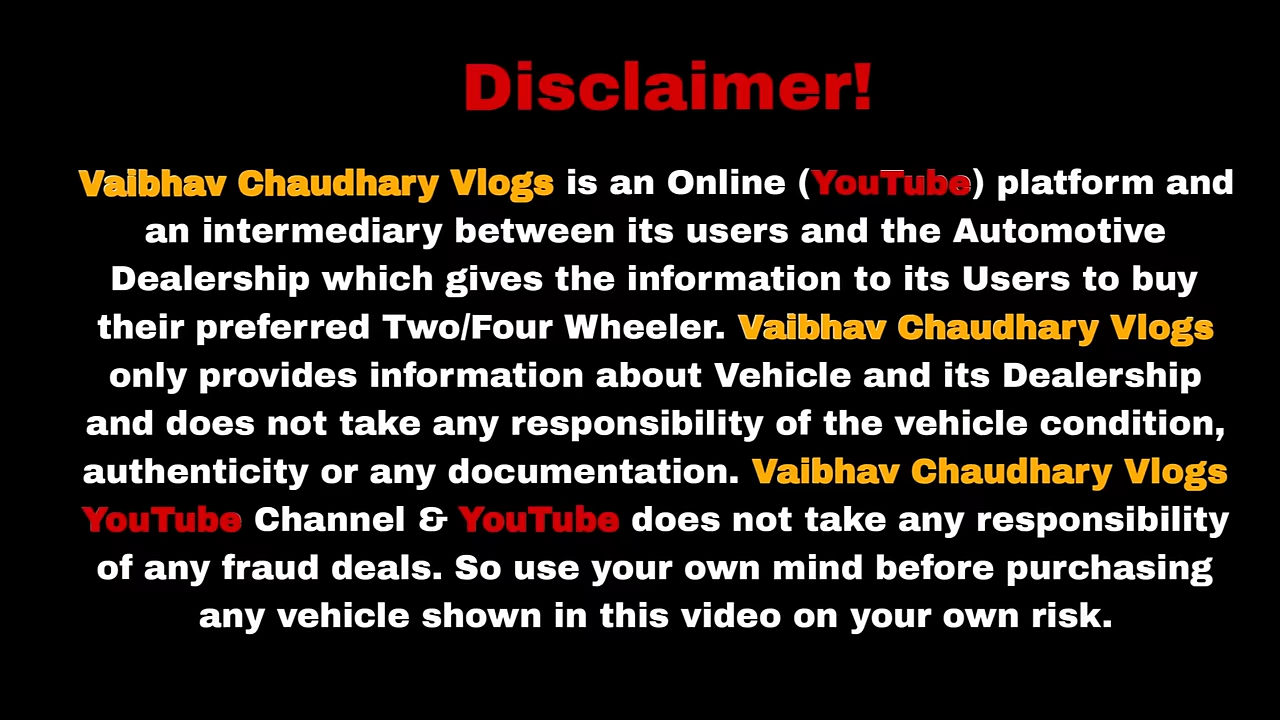 Disclaimer!
Vaibhav Chaudhary Vlogs is an Online (YouTube) platform and
an intermediary between its users and the Automotive
Dealership which gives the information to its Users to buy
their preferred Two/Four Wheeler. Vaibhav Chaudhary Vlogs
only provides information about Vehicle and its Dealership
and does not take any responsibility of the vehicle condition,
authenticity or any documentation. Vaibhav Chaudhary Vlogs
YouTube Channel & YouTube does not take any responsibility
of any fraud deals. So use your own mind before purchasing
any vehicle shown in this video on your own risk.